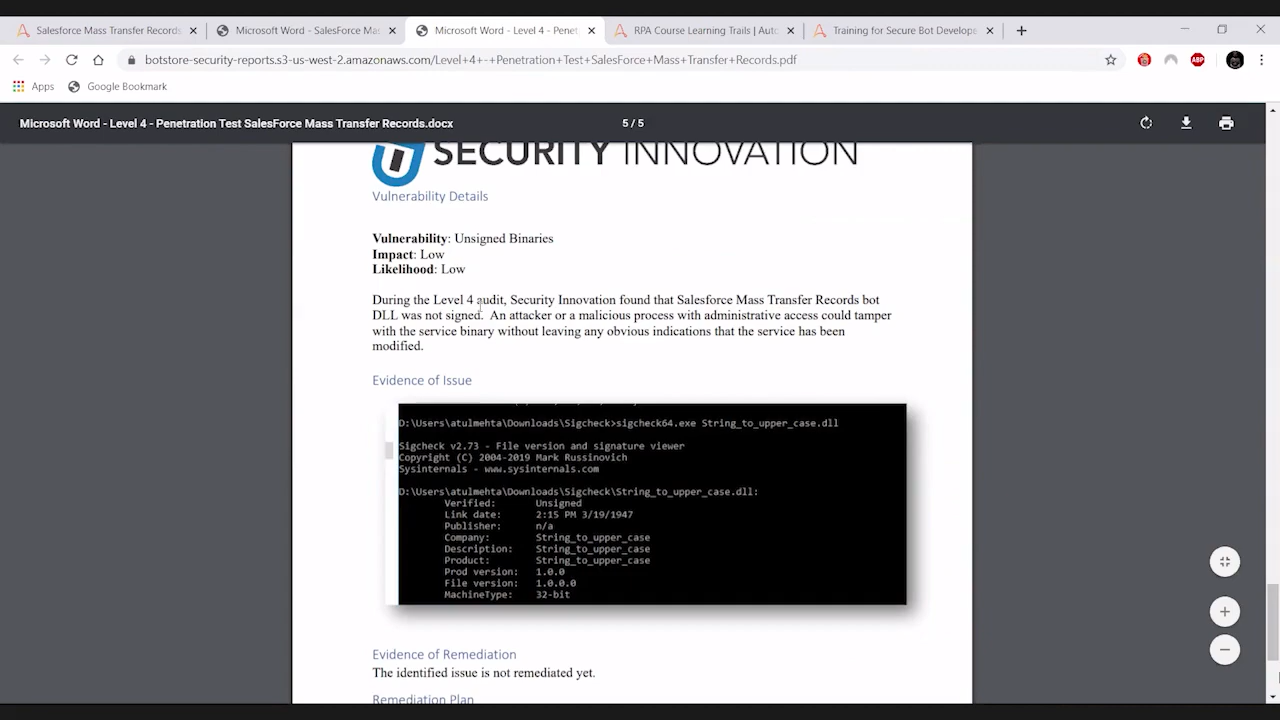 Salesforce Mass Transfer Records
Microsoft Word - SalesForce Mas
Microsoft Word - Level 4 - Penet
RPA Course Learning Trails | Auto
Training for Secure Bot Develope
botstore-security-reports.s3-us-west-2.amazonaws.com/Level+4+-+Penetration+Test+SalesForce+Mass+Transfer+Records.pdf
ABP
Apps
Google Bookmark
Microsoft Word - Level 4 - Penetration Test SalesForce Mass Transfer Records.docx
5 / 5
SECURITY INNOVATION
Vulnerability Details
Vulnerability: Unsigned Binaries
Impact: Low
Likelihood: Low
During the Level 4 audit, Security Innovation found that Salesforce Mass Transfer Records bot
DLL was not signed. An attacker or a malicious process with administrative access could tamper
with the service binary without leaving any obvious indications that the service has been
modified.
Evidence of Issue
D:\Users\atulmehta\Downloads\Sigcheck>sigcheck64.exe String_to_upper_case.dll
Sigcheck v2.73 - File version and signature viewer
Copyright (C) 2004-2019 Mark Russinovich
Sysinternals - www.sysinternals.com
D:\Users\atulmehta\Downloads\Sigcheck\String_to_upper_case.dll:
Verified: Unsigned
Link date: 2:15 PM 3/19/1947
Publisher: n/a
Company: String_to_upper_case
Description: String_to_upper_case
Product: String_to_upper_case
Prod version: 1.0.0
File version: 1.0.0.0
MachineType: 32-bit
Evidence of Remediation
The identified issue is not remediated yet.
Remediation Plan